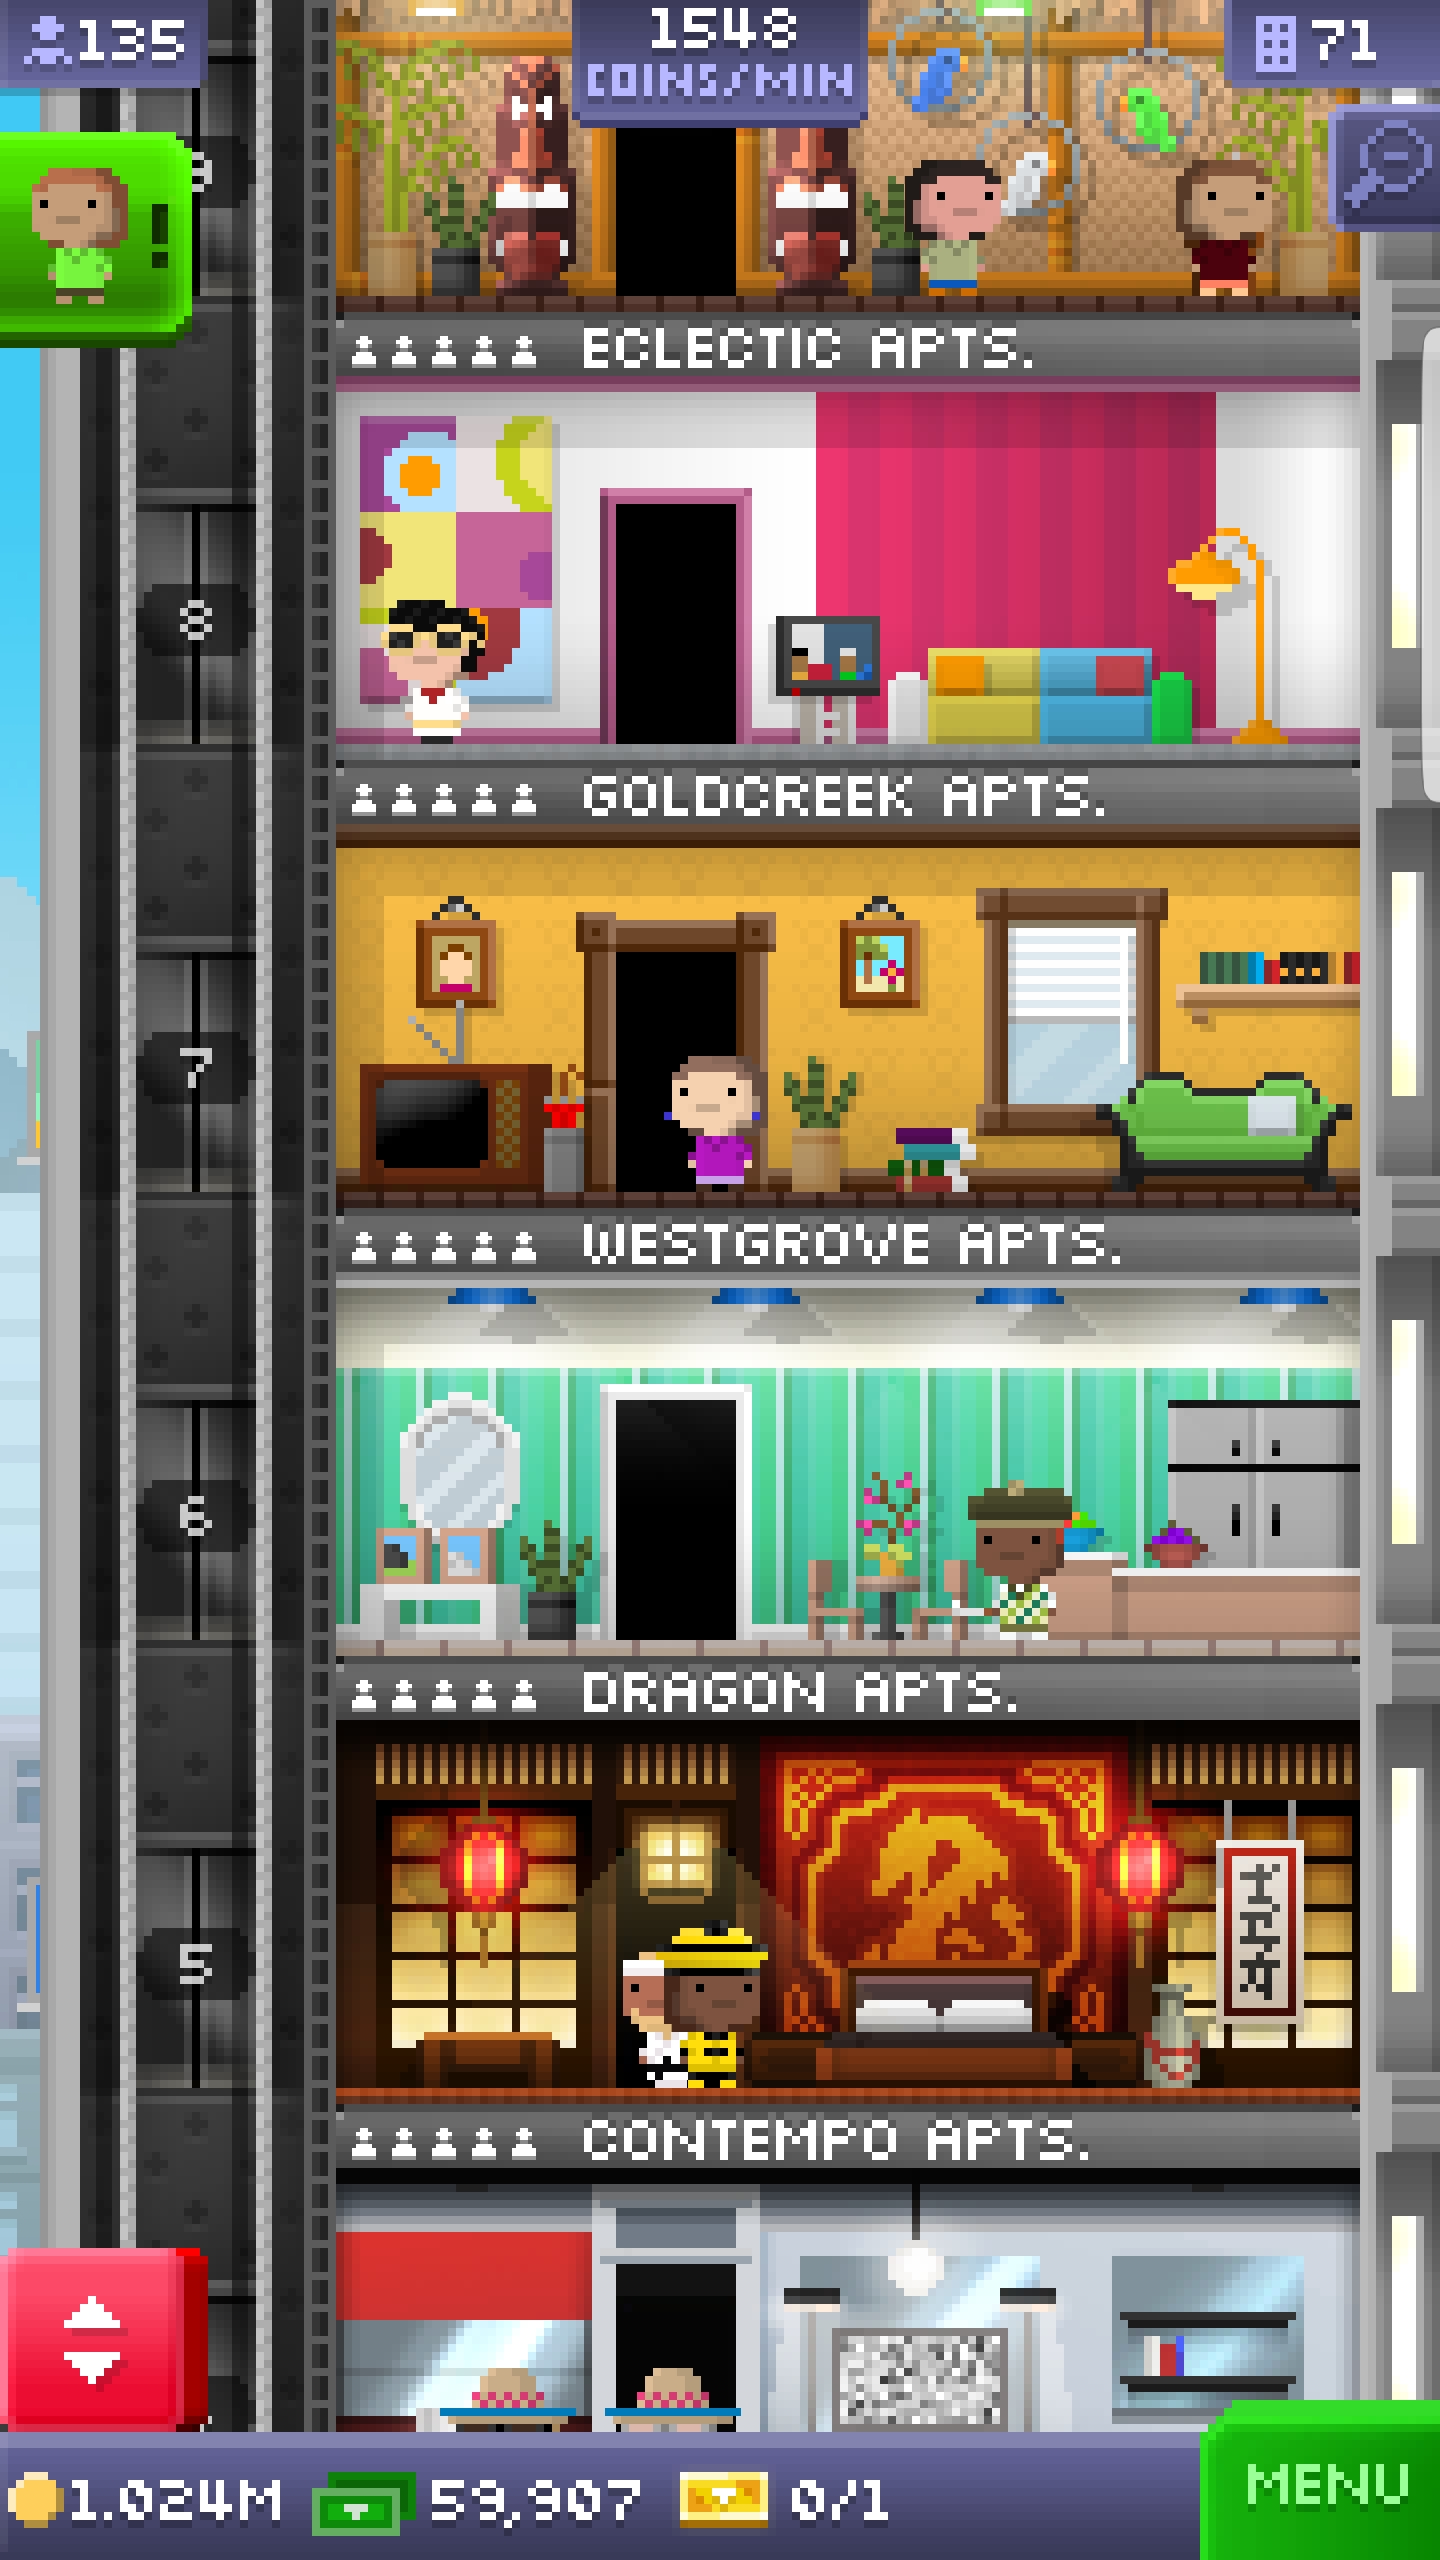 135
1548
COINS/MIN
71
!
ECLECTIC APTS.
8
GOLDCREEK APTS.
7
WESTGROVE APTS.
6
DRAGON APTS.
5
CONTEMPO APTS.
1.024M
59,907
0/1
MENU